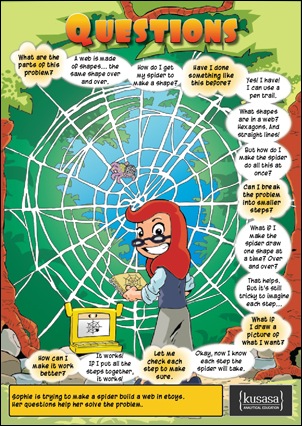 QUESTIONS
What are the
parts of this
problem?
A web is made
of shapes.... the
same shape over
and over.
How do I get
my spider to
make a shape?
Have I done
something like
this before?
Yes! I have!
I can use a
pen trail.
What shapes
are in a web?
Hexagons. And
straight lines!
But how do I
make the spider
do all this at
once?
Can I break
the problem
into smaller
steps?
What if I
make the
spider draw
one shape
at a time?
Over and
over?
That helps.
But it's still
tricky to imagine
each step...
What if
I draw a
picture of
what I want?
Okay, now I know
each step the
spider will take.
Let me
check each
step to
make sure.
It works!
If I put all the
steps together,
it works!
How can I
make it work
better?
Sophie is trying to make a spider build a web in etoys.
Her questions help her solve the problem.
{kusasa
ANALYTICAL EDUCATION